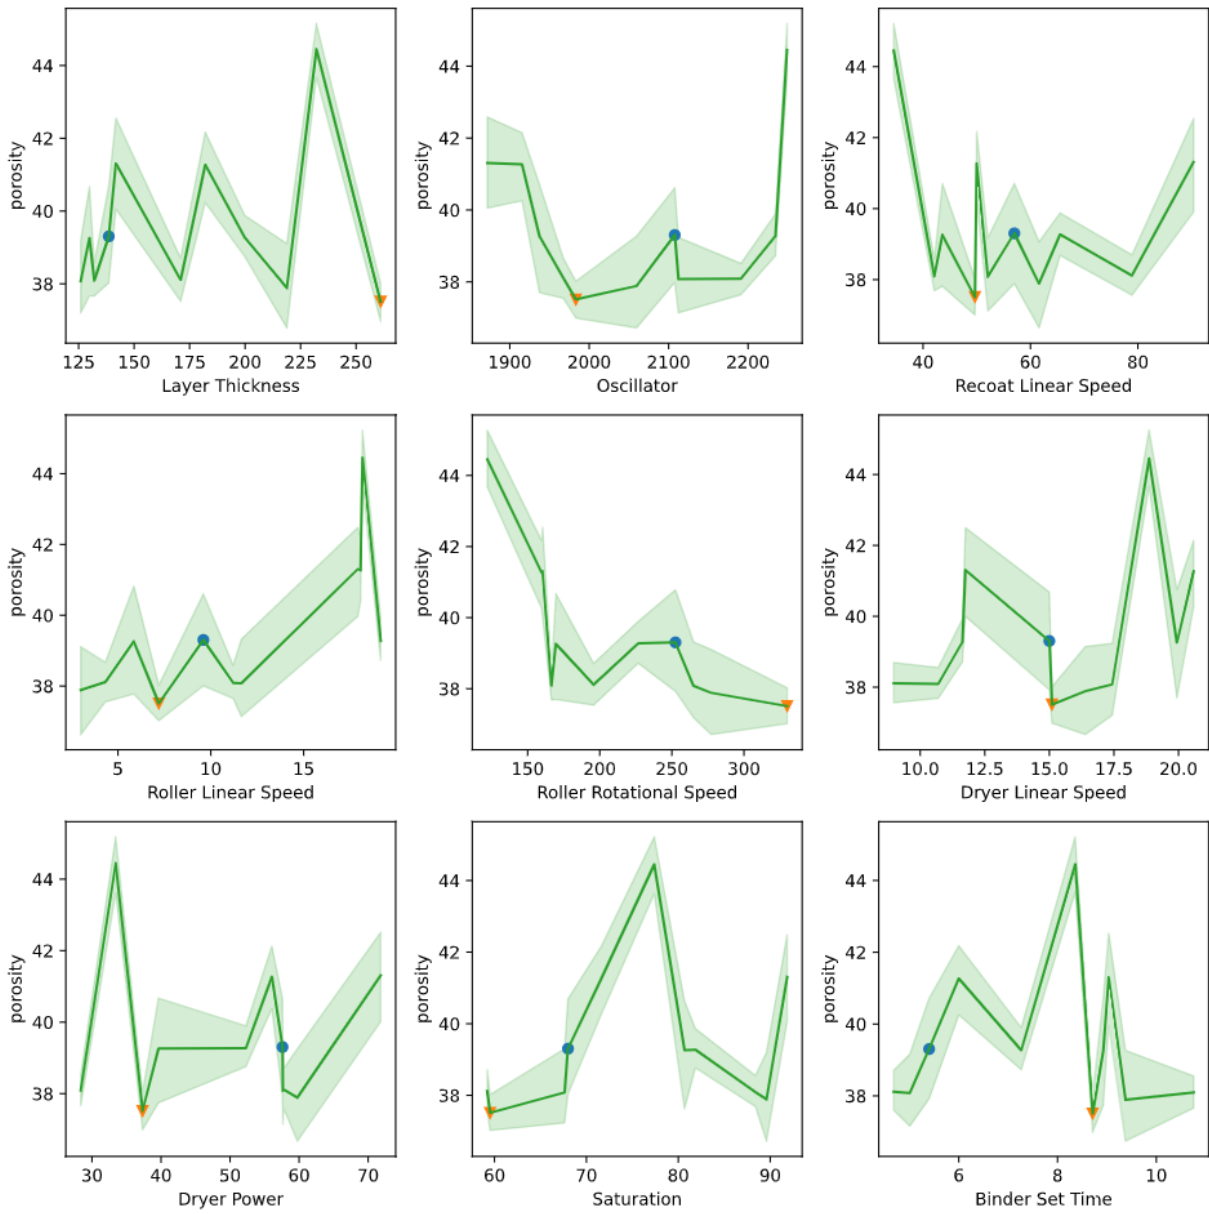 44
42
40
38
porosity
125 150 175 200 225 250
Layer Thickness
44
42
40
38
porosity
1900 2000 2100 2200
Oscillator
44
42
40
38
porosity
40 60 80
Recoat Linear Speed
44
42
40
38
porosity
5 10 15
Roller Linear Speed
44
42
40
38
porosity
150 200 250 300
Roller Rotational Speed
44
42
40
38
porosity
10.0 12.5 15.0 17.5 20.0
Dryer Linear Speed
44
42
40
38
porosity
30 40 50 60 70
Dryer Power
44
42
40
38
porosity
60 70 80 90
Saturation
44
42
40
38
porosity
6 8 10
Binder Set Time